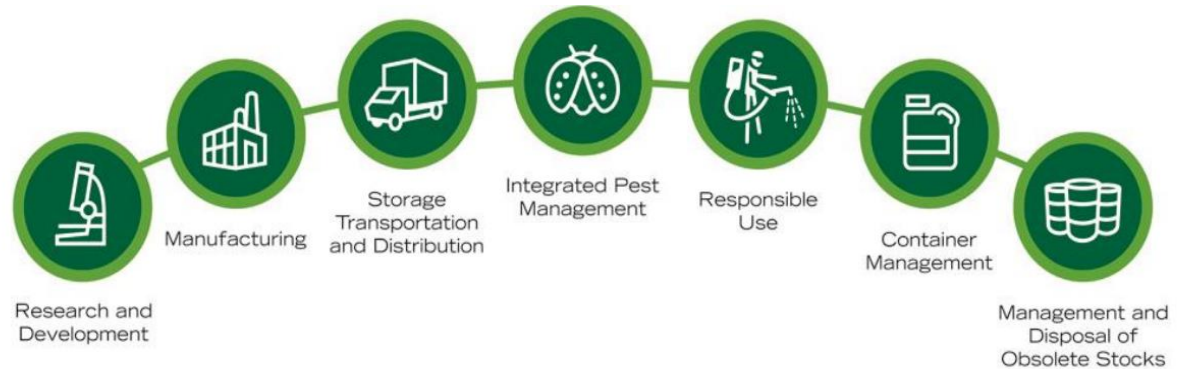 Research and
Development
Manufacturing
Storage
Transportation
and Distribution
Integrated Pest
Management
Responsible
Use
Container
Management
Management and
Disposal of
Obsolete Stocks